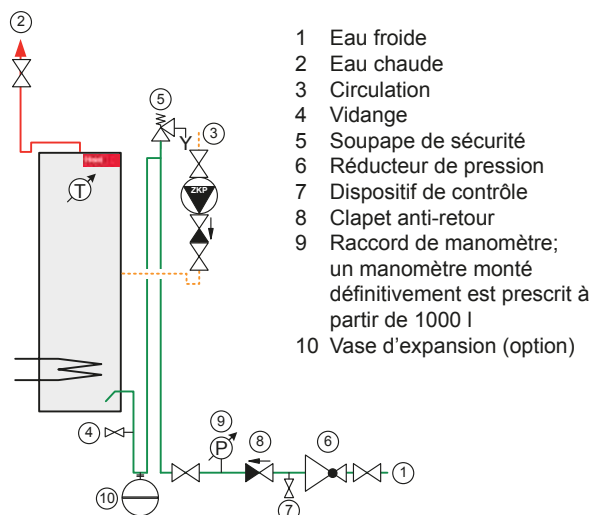 2
5
3
ZKP
T
4
10
9
P
8
7
6
1
1 Eau froide
2 Eau chaude
3 Circulation
4 Vidange
5 Soupape de sécurité
6 Réducteur de pression
7 Dispositif de contrôle
8 Clapet anti-retour
9 Raccord de manomètre;
un manomètre monté
définitivement est prescrit à
partir de 1000 l
10 Vase d'expansion (option)